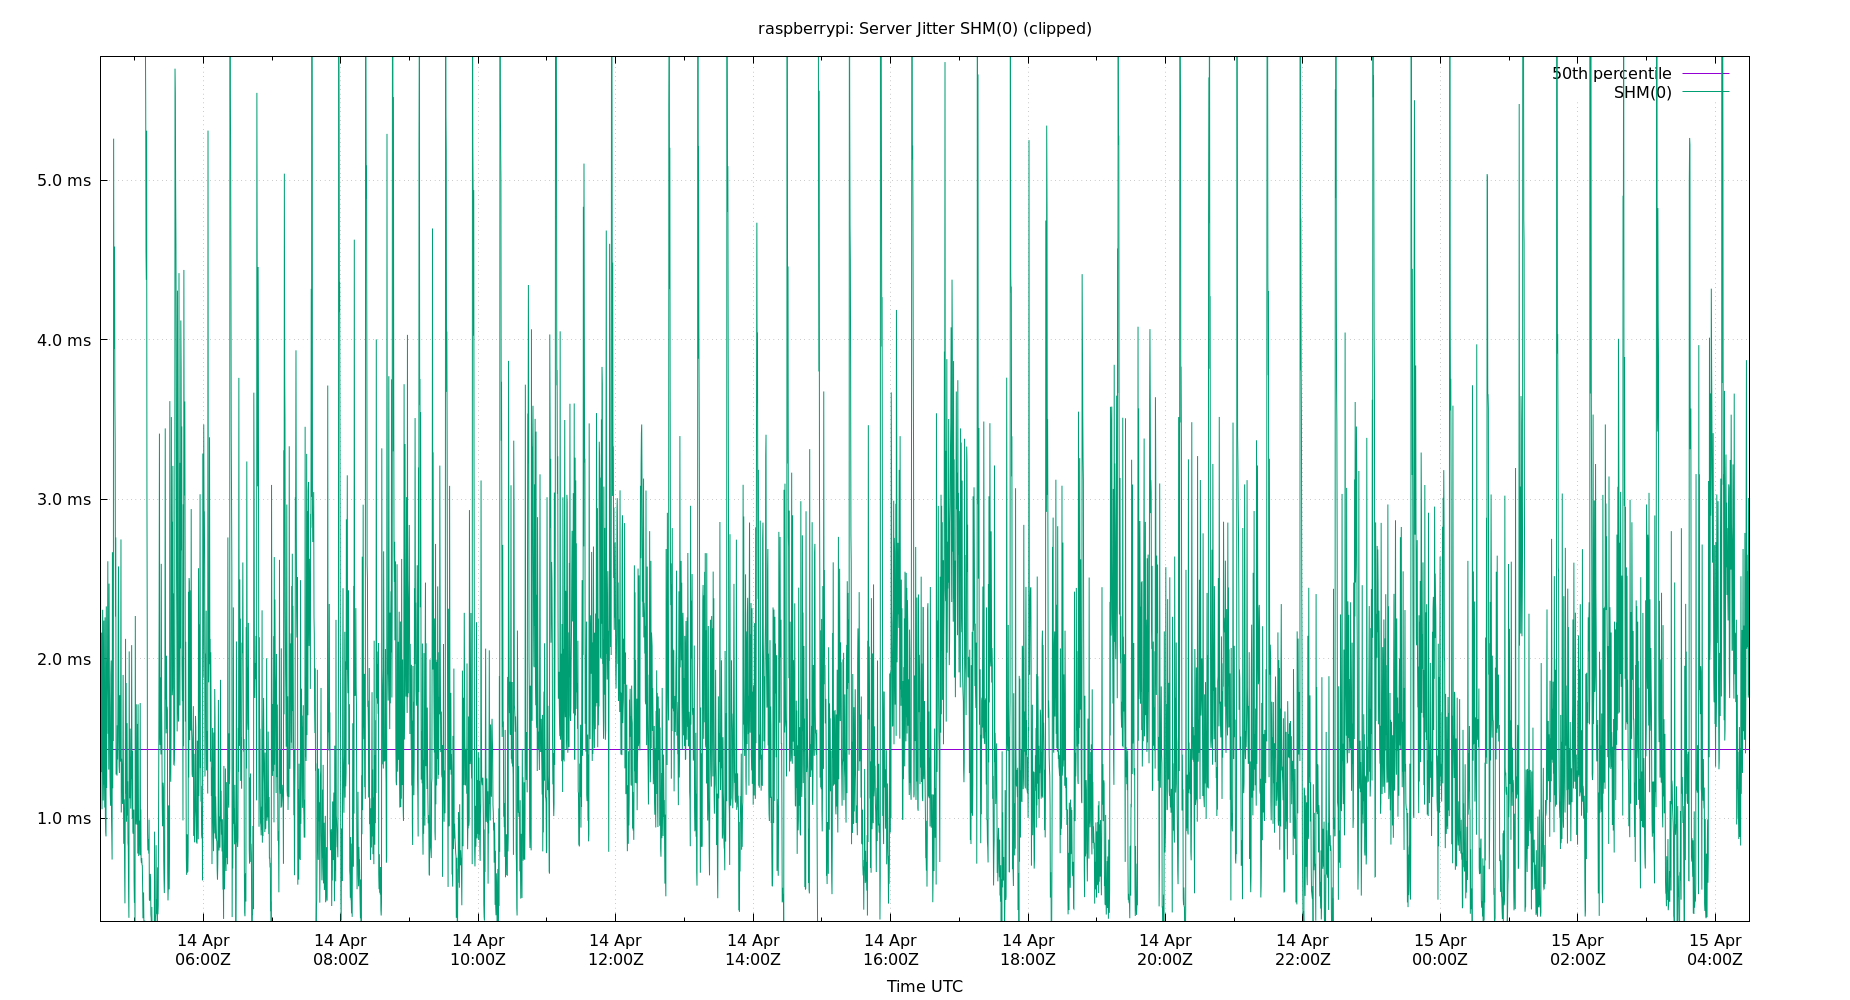 raspberrypi: Server Jitter SHM(0) (clipped)
50th percentile
SHM(0)
5.0 ms
4.0 ms
3.0 ms
2.0 ms
1.0 ms
14 Apr 14 Apr 14 Apr 14 Apr 14 Apr 14 Apr 14 Apr 14 Apr 14 Apr 15 Apr 15 Apr 15 Apr
06:00Z 08:00Z 10:00Z 12:00Z 14:00Z 16:00Z 18:00Z 20:00Z 22:00Z 00:00Z 02:00Z 04:00Z
Time UTC